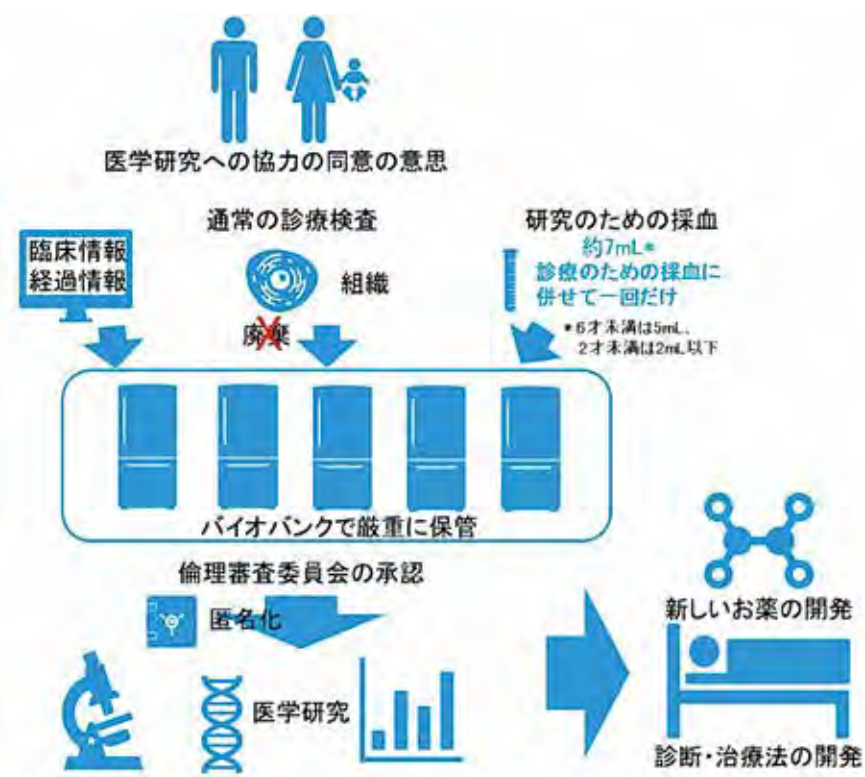 医学研究への協力の同意の意思
通常の診療検査
研究のための採血
臨床情報
経過情報
組織
廃棄
約7mL*
診療のための採血に
併せて一回だけ
*6才未満は5mL、
2才未満は2mL以下
バイオバンクで厳重に保管
倫理審査委員会の承認
匿名化
医学研究
新しいお薬の開発
診断・治療法の開発